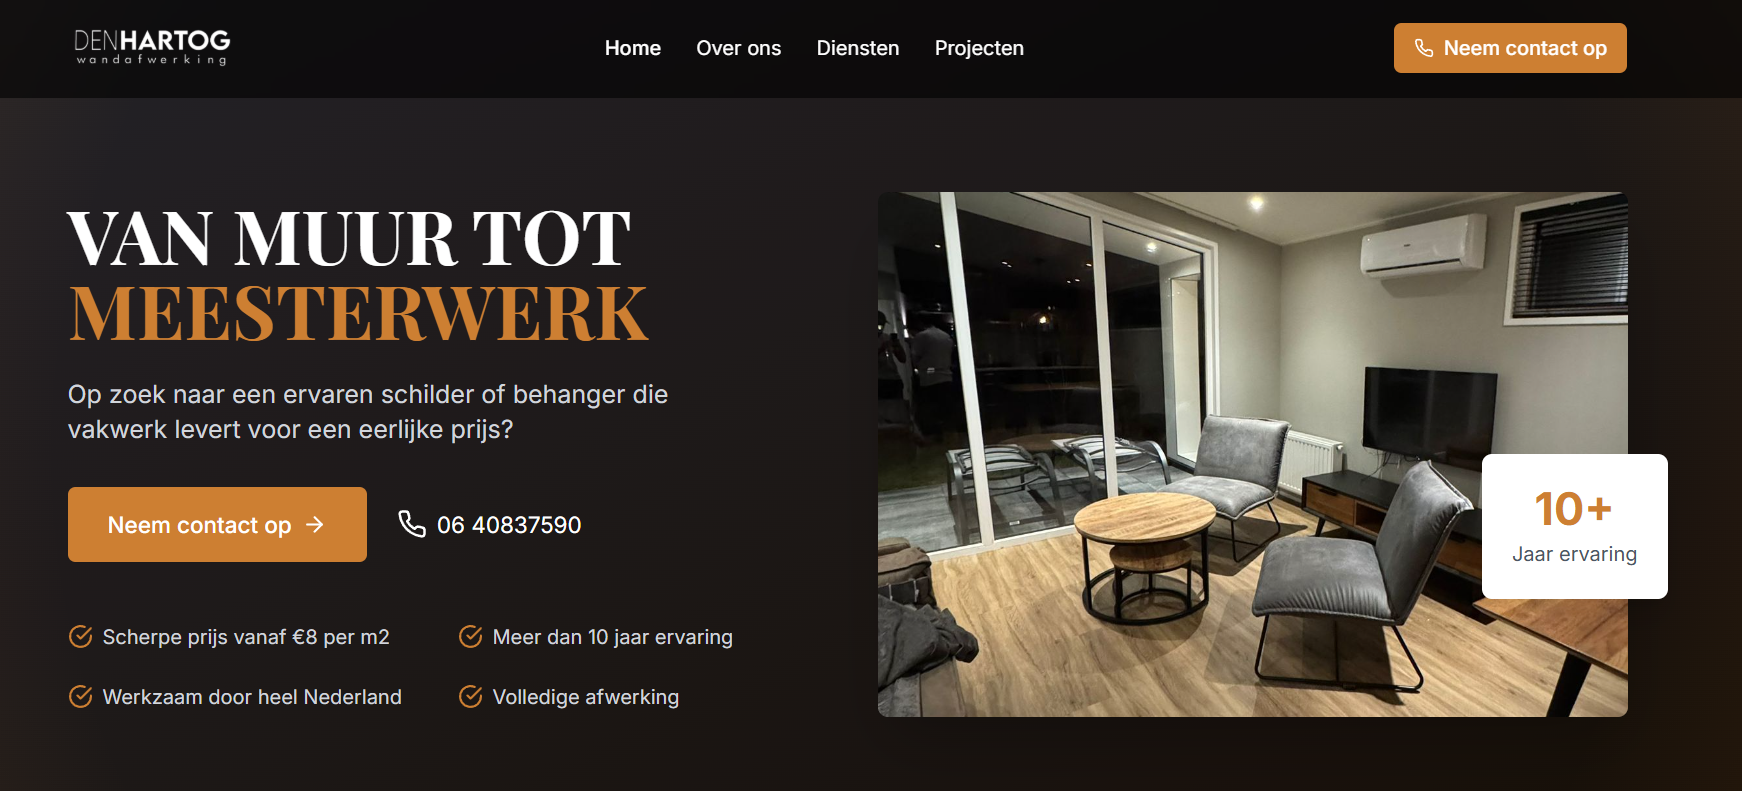 DENHARTOG
wandafwerking
Home
Over ons
Diensten
Projecten
Neem contact op
VAN MUUR TOT
MEESTERWERK
Op zoek naar een ervaren schilder of behanger die
vakwerk levert voor een eerlijke prijs?
Neem contact op
06 40837590
Scherpe prijs vanaf €8 per m2
Meer dan 10 jaar ervaring
Werkzaam door heel Nederland
Volledige afwerking
10+
Jaar ervaring